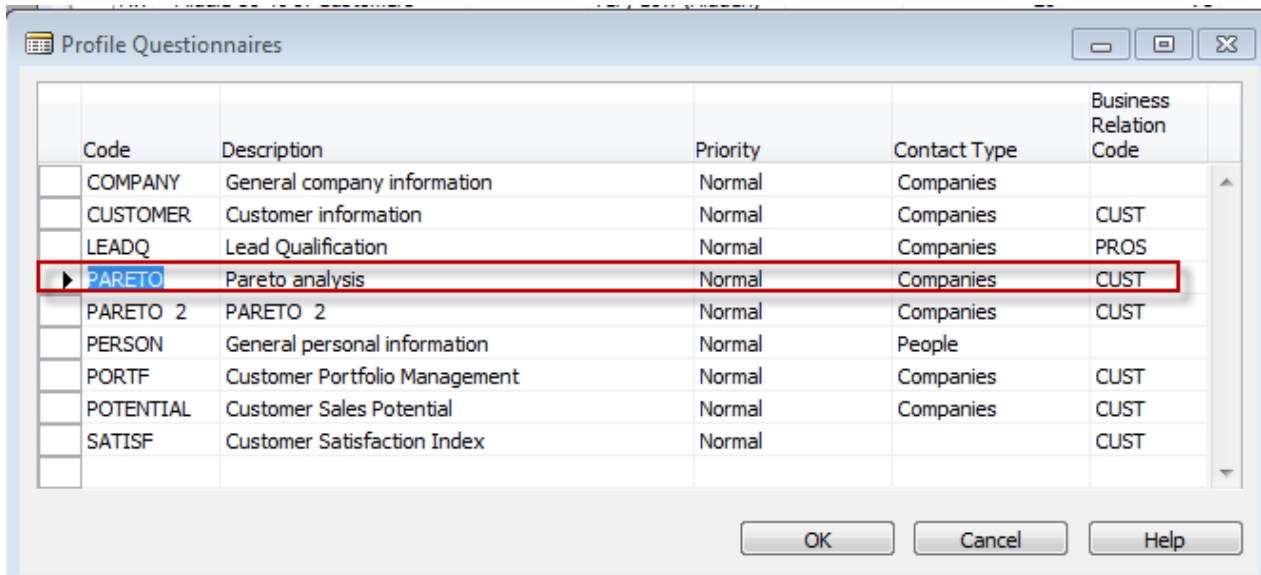 Profile Questionnaires
Business
Relation
Code Description Priority Contact Type Code
COMPANY General company information Normal Companies
CUSTOMER Customer information Normal Companies CUST
LEADQ Lead Qualification Normal Companies PROS
PARETO Pareto analysis Normal Companies CUST
PARETO 2 PARETO 2 Normal Companies CUST
PERSON General personal information Normal People
PORTF Customer Portfolio Management Normal Companies CUST
POTENTIAL Customer Sales Potential Normal Companies CUST
SATISF Customer Satisfaction Index Normal CUST
OK Cancel Help